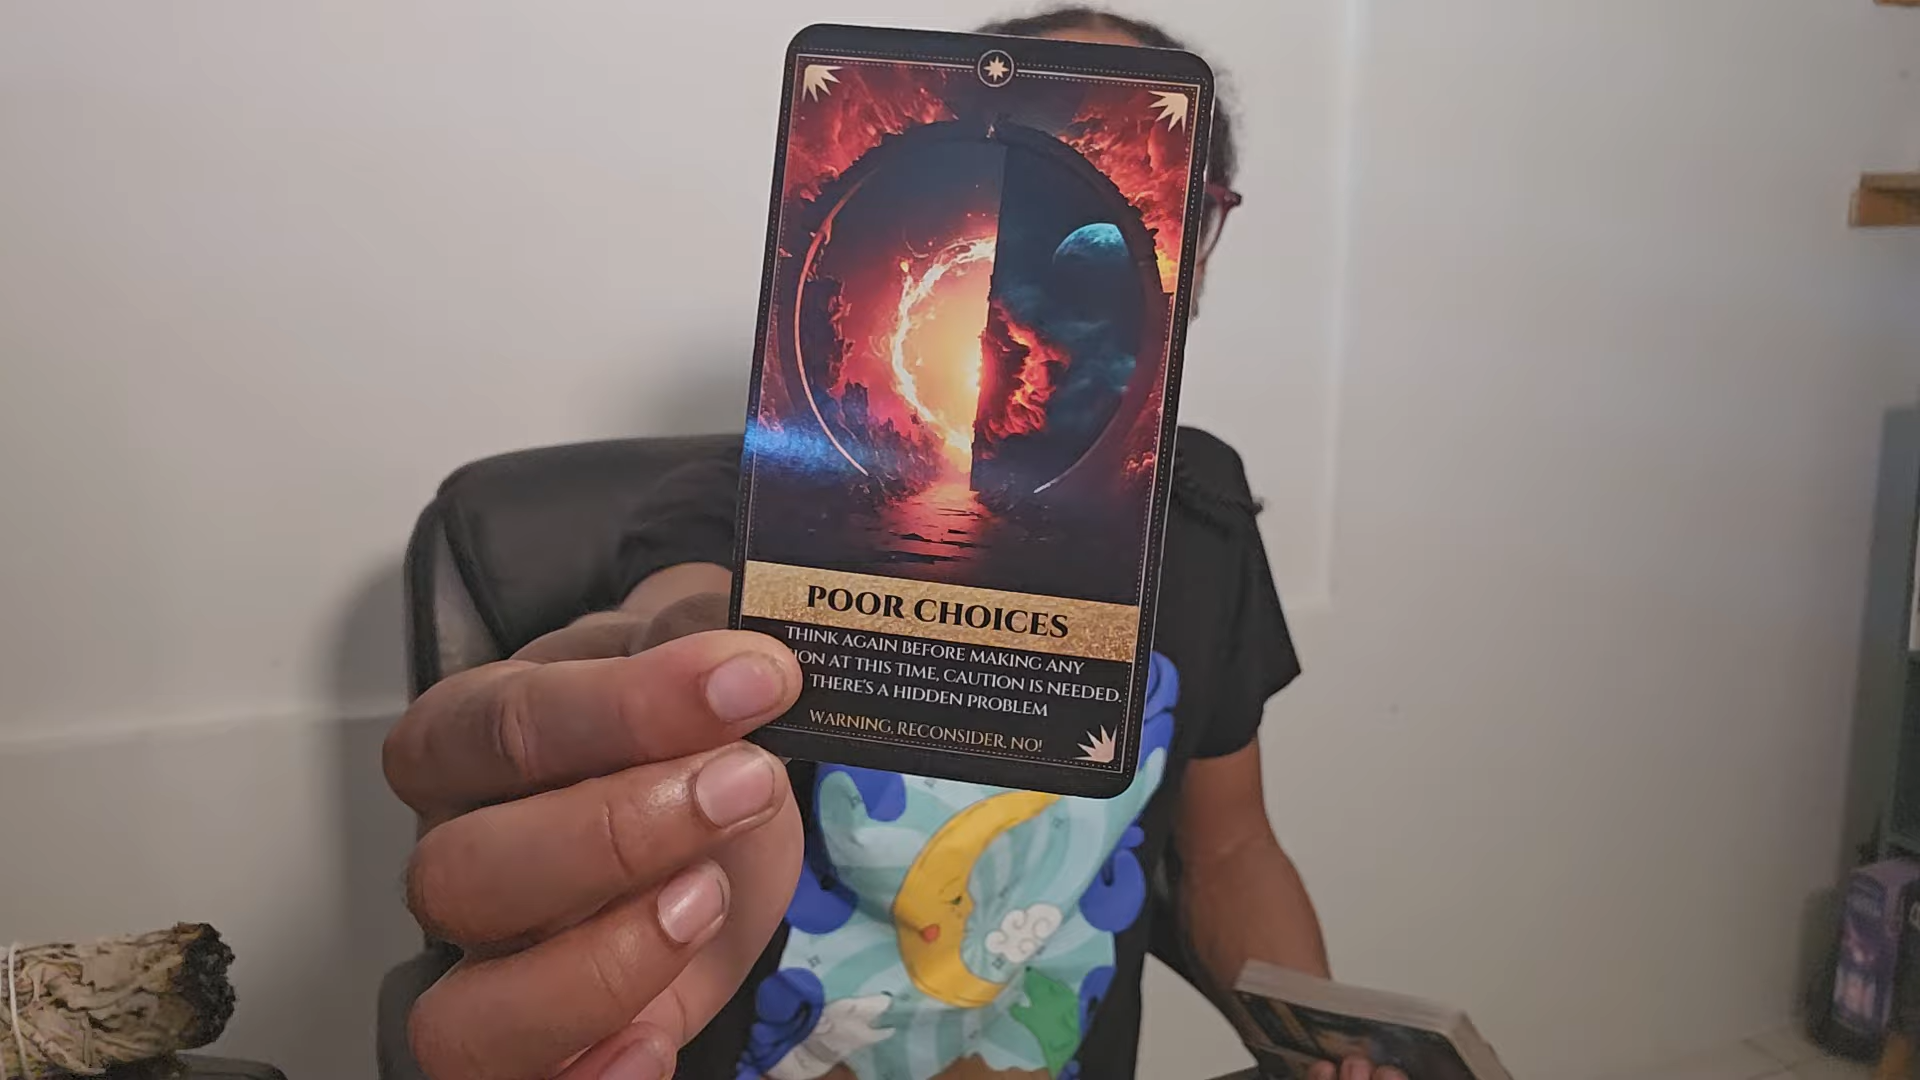 POOR CHOICES
THINK AGAIN BEFORE MAKING ANY
ION AT THIS TIME, CAUTION IS NEEDED.
THERE'S A HIDDEN PROBLEM
WARNING, RECONSIDER, NO!